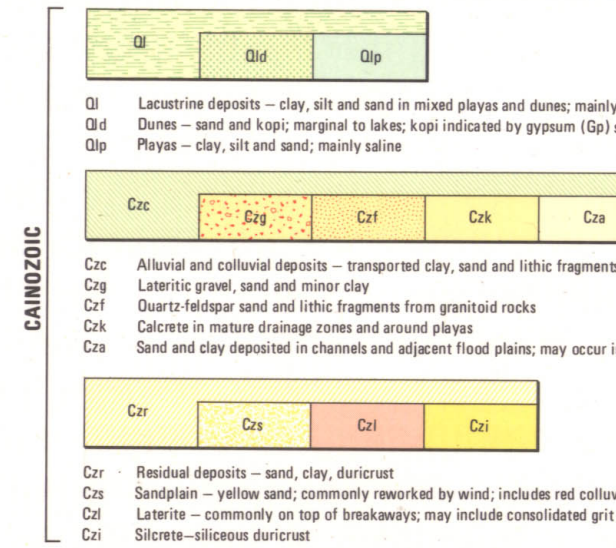 Ql
Qld Qlp
Ql Lacustrine deposits — clay, silt and sand in mixed playas and dunes; mainly
Qld Dunes — sand and kopi; marginal to lakes; kopi indicated by gypsum (Gp)
Qlp Playas — clay, silt and sand; mainly saline
CAINOZOIC
Czc Czg Czf Czk Cza
Czc Alluvial and colluvial deposits — transported clay, sand and lithic fragments
Czg Lateritic gravel, sand and minor clay
Czf Quartz-feldspar sand and lithic fragments from granitoid rocks
Czk Calcrete in mature drainage zones and around playas
Cza Sand and clay deposited in channels and adjacent flood plains; may occur
Czr Czs Czl Czi
Czr Residual deposits — sand, clay, duricrust
Czs Sandplain — yellow sand; commonly reworked by wind; includes red
Czl Laterite — commonly on top of breakaways; may include consolidated grit
Czi Silcrete—siliceous duricrust